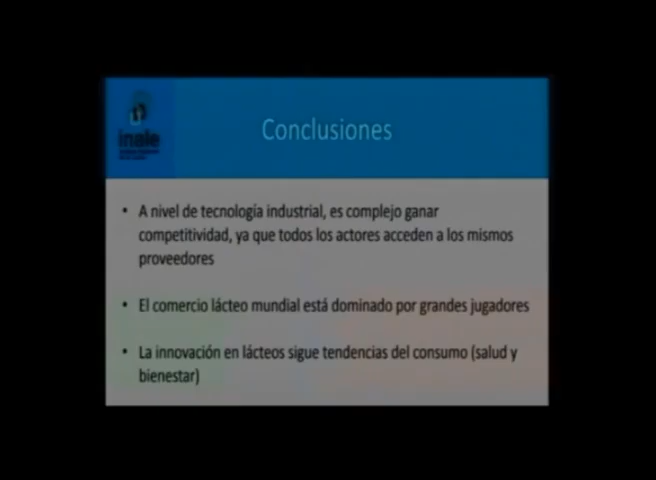 inale
Conclusiones
• A nivel de tecnología industrial, es complejo ganar
competitividad, ya que todos los actores acceden a los mismos
proveedores
• El comercio lácteo mundial está dominado por grandes jugadores
• La innovación en lácteos sigue tendencias del consumo (salud y
bienestar)